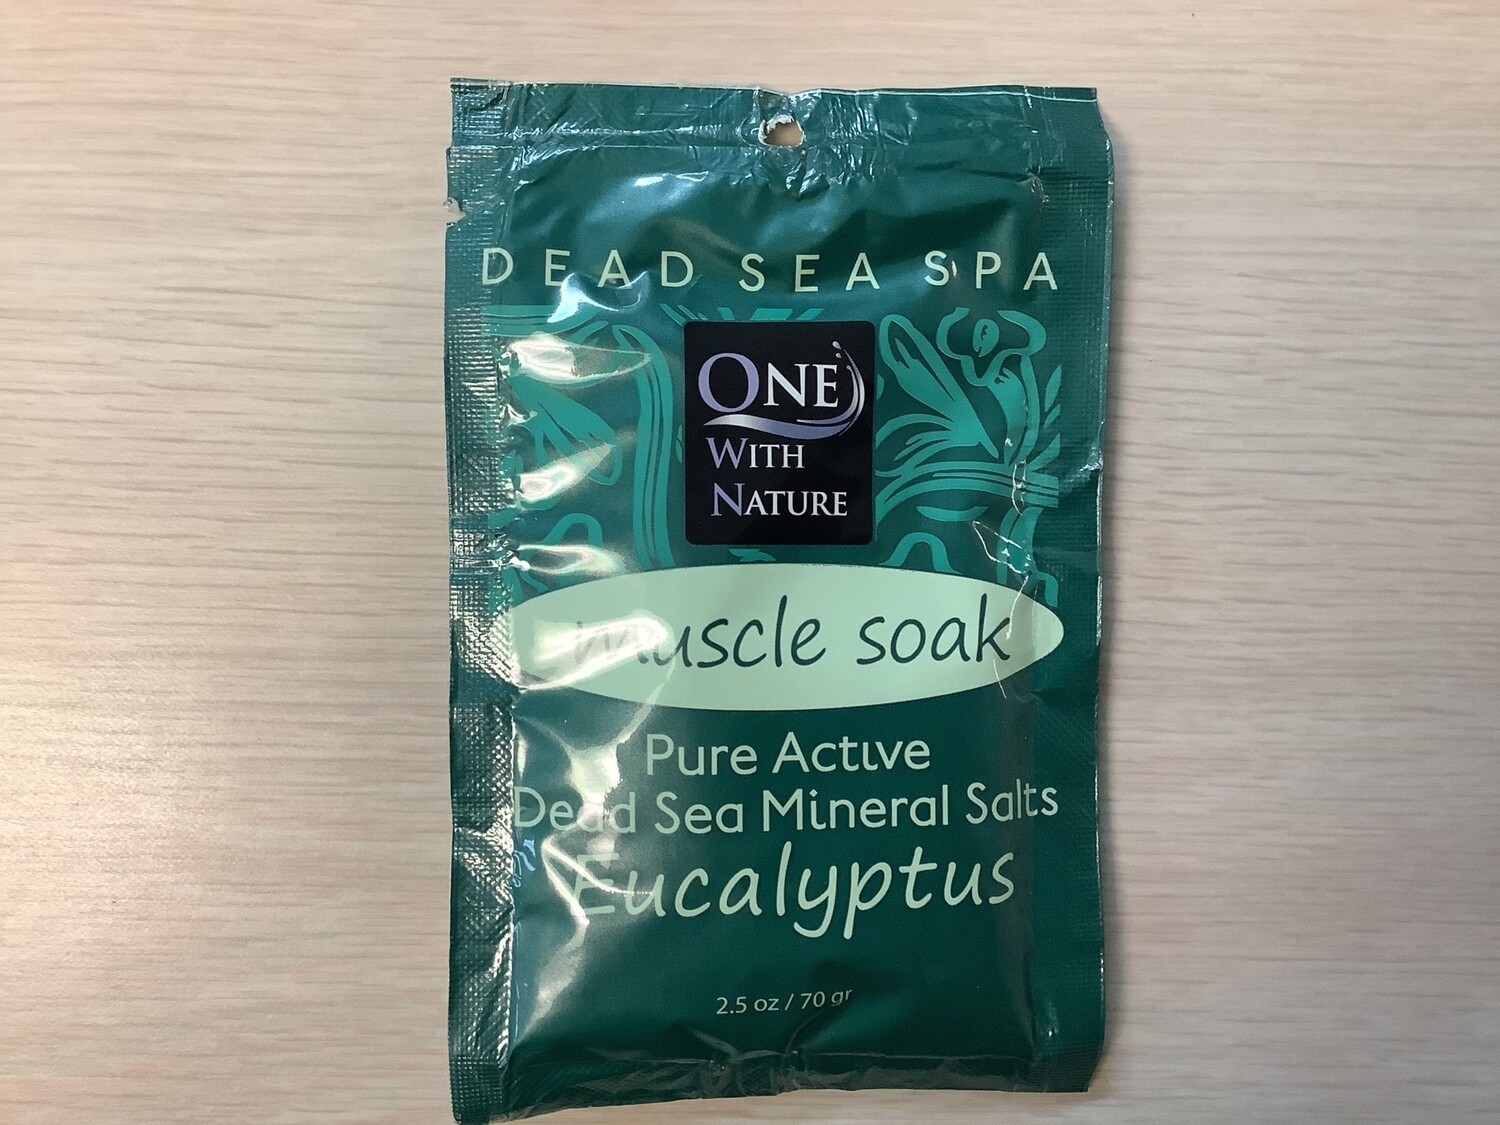 DEAD SEA SPA
ONE
WITH
NATURE
muscle soak
Pure Active
Dead Sea Mineral Salts
Eucalyptus
2.5 oz / 70 gr